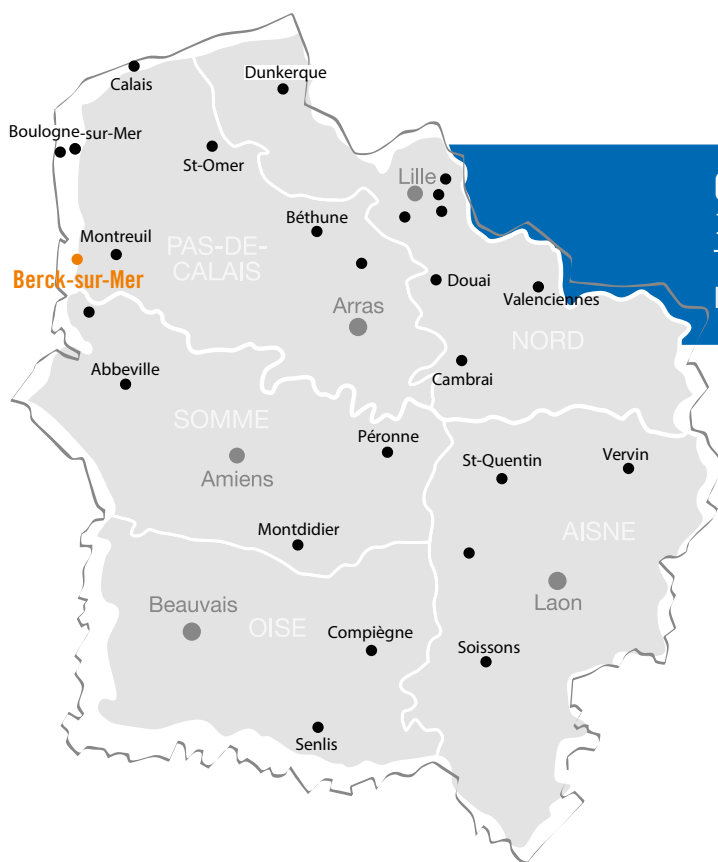 Dunkerque
Calais
Boulogne-sur-Mer
St-Omer
Lille
Béthune
Montreuil
PAS-DE-
CALAIS
Berck-sur-Mer
Douai
Valenciennes
Arras
NORD
Abbeville
Cambrai
SOMME
Péronne
St-Quentin
Vervin
Amiens
Montdidier
AISNE
Laon
Beauvais
OISE
Compiègne
Soissons
Senlis